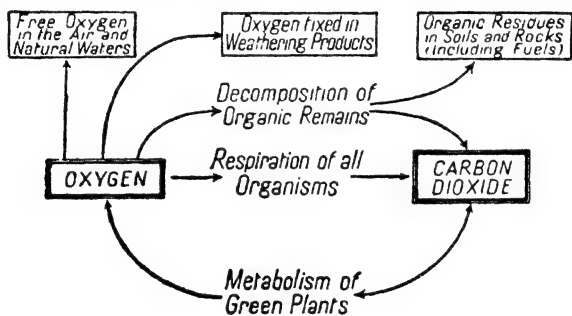 Free Oxygen
in the Air and
Natural Waters
Oxygen fixed in
Weathering Products
Organic Residues
in Soils and Rocks
(Including Fuels)
Decomposition of
Organic Remains
OXYGEN
Respiration of all
Organisms
CARBON
DIOXIDE
Metabolism of
Green Plants